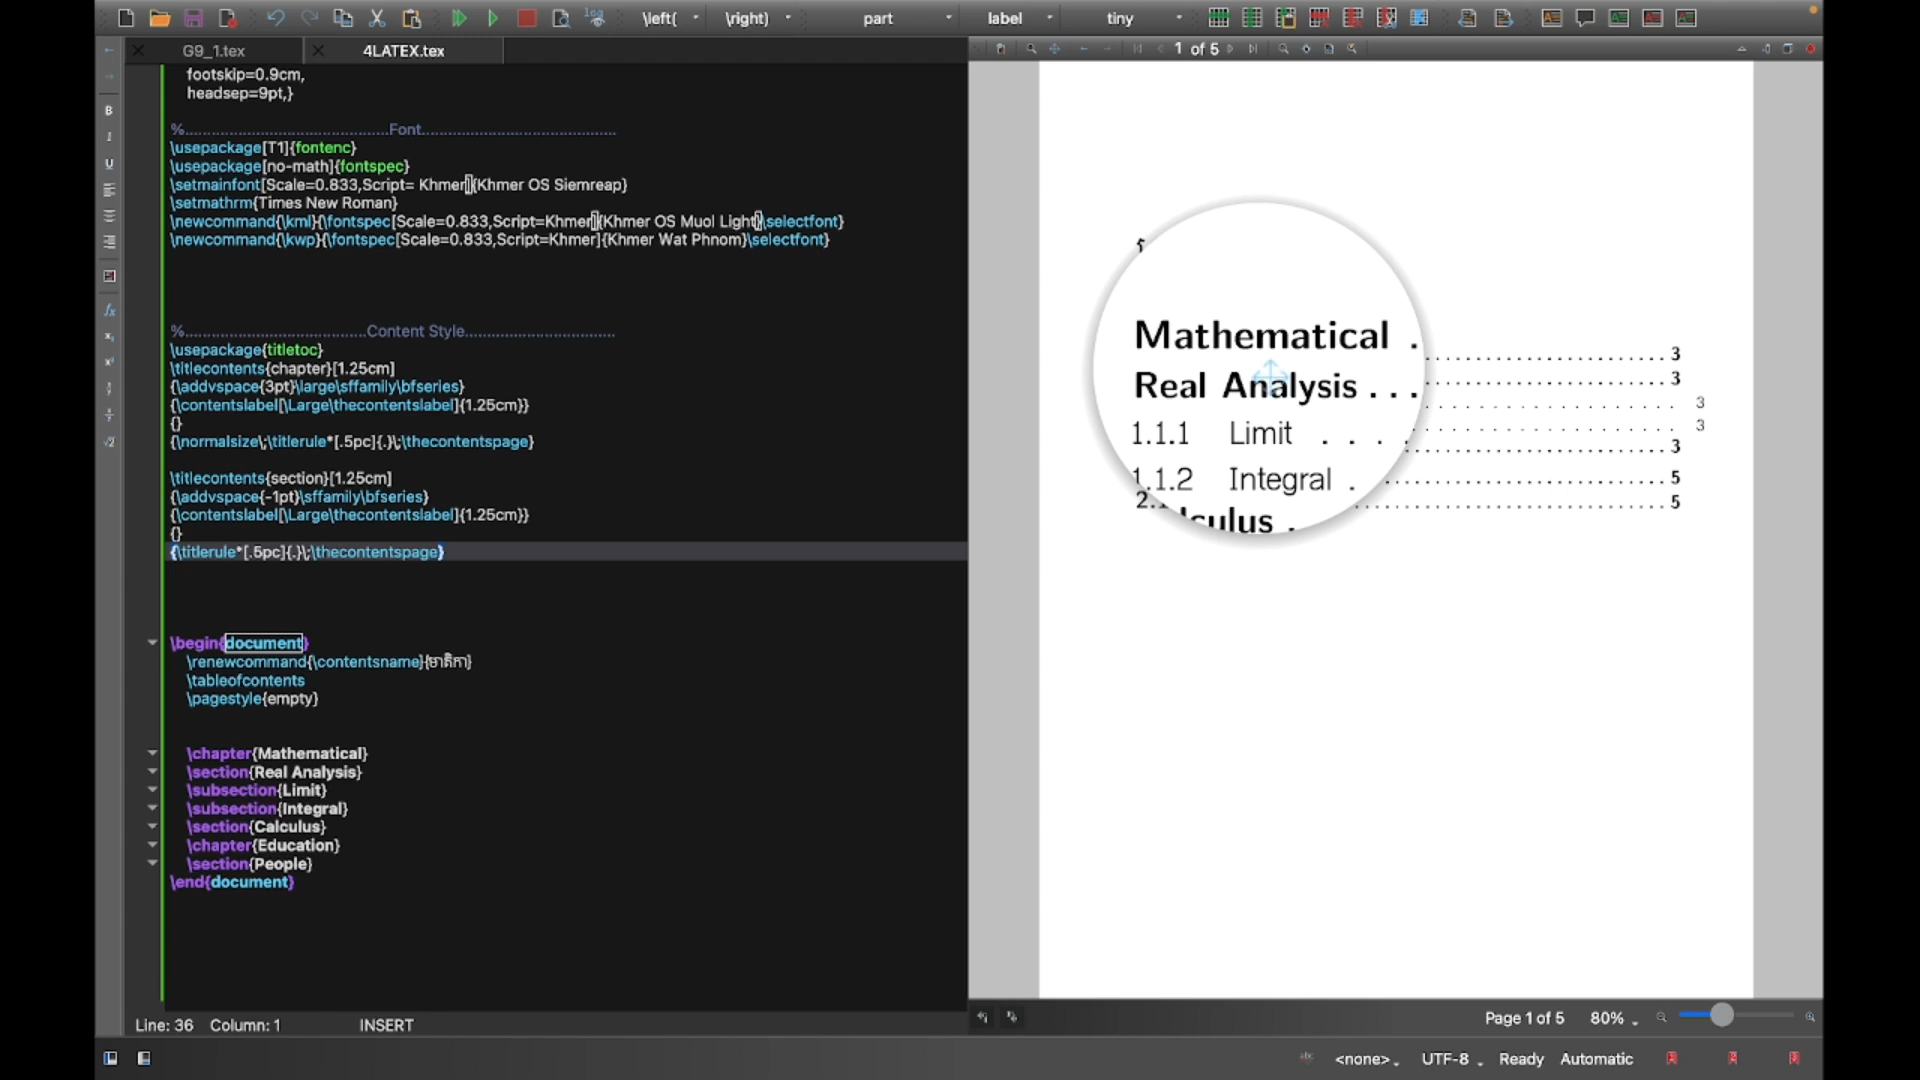 \left(
\right)
part
label
tiny
G9_1.tex
4LATEX.tex
1 of 5
footskip=0.9cm,
headsep=9pt,}
%..........................................Font........................................
\usepackage[T1]{fontenc}
\usepackage[no-math]{fontspec}
\setmainfont[Scale=0.833,Script= Khmer]{Khmer OS Siemreap}
\setmathrm{Times New Roman}
\newcommand{\kml}{\fontspec[Scale=0.833,Script=Khmer]{Khmer OS Muol Light}\selectfont}
\newcommand{\kwp}{\fontspec[Scale=0.833,Script=Khmer]{Khmer Wat Phnom}\selectfont}
%.....................................Content Style...............................
\usepackage{titletoc}
\titlecontents{chapter}[1.25cm]
{\addvspace{3pt}\large\sffamily\bfseries}
{\contentslabel[\Large\thecontentslabel]{1.25cm}}
{}
{\normalsize\;\titlerule*[.5pc]{.}\;\thecontentspage}
\titlecontents{section}[1.25cm]
{\addvspace{-1pt}\sffamily\bfseries}
{\contentslabel[\Large\thecontentslabel]{1.25cm}}
{}
{\titlerule*[.5pc]{.}\;\thecontentspage}
\begin{document}
\renewcommand{\contentsname}{មាតិកា}
\tableofcontents
\pagestyle{empty}
\chapter{Mathematical}
\section{Real Analysis}
\subsection{Limit}
\subsection{Integral}
\section{Calculus}
\chapter{Education}
\section{People}
\end{document}
Mathematical . .......................... 3
Real Analysis . . . .......................... 3
1.1.1 Limit . . . . . . . . . . . . . . . . . . 3
1.1.2 Integral . . . . . . . . . . . . . . . . . 3
.......................... 3
.......................... 5
.......................... 5
Line: 36 Column: 1 INSERT
Page 1 of 5 80%
<none> UTF-8 Ready Automatic